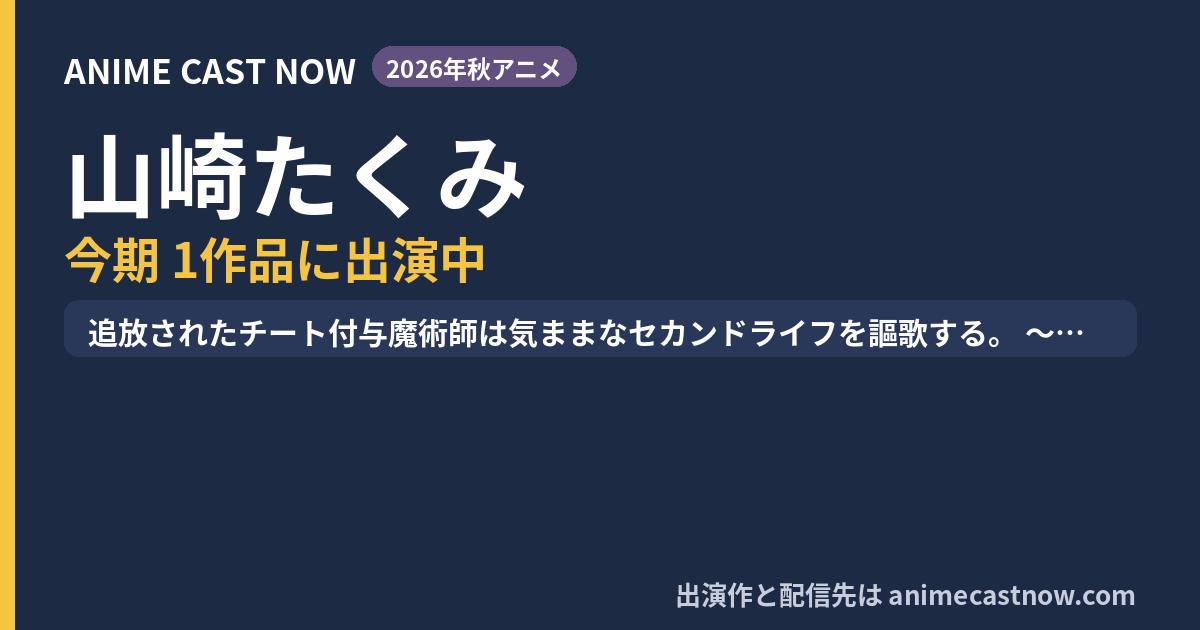 ANIME CAST NOW 2026年秋アニメ
山崎たくみ
今期 1作品に出演中
追放されたチート付与魔術師は気ままなセカンドライフを謳歌する。 〜…
出演作と配信先は animecastnow.com